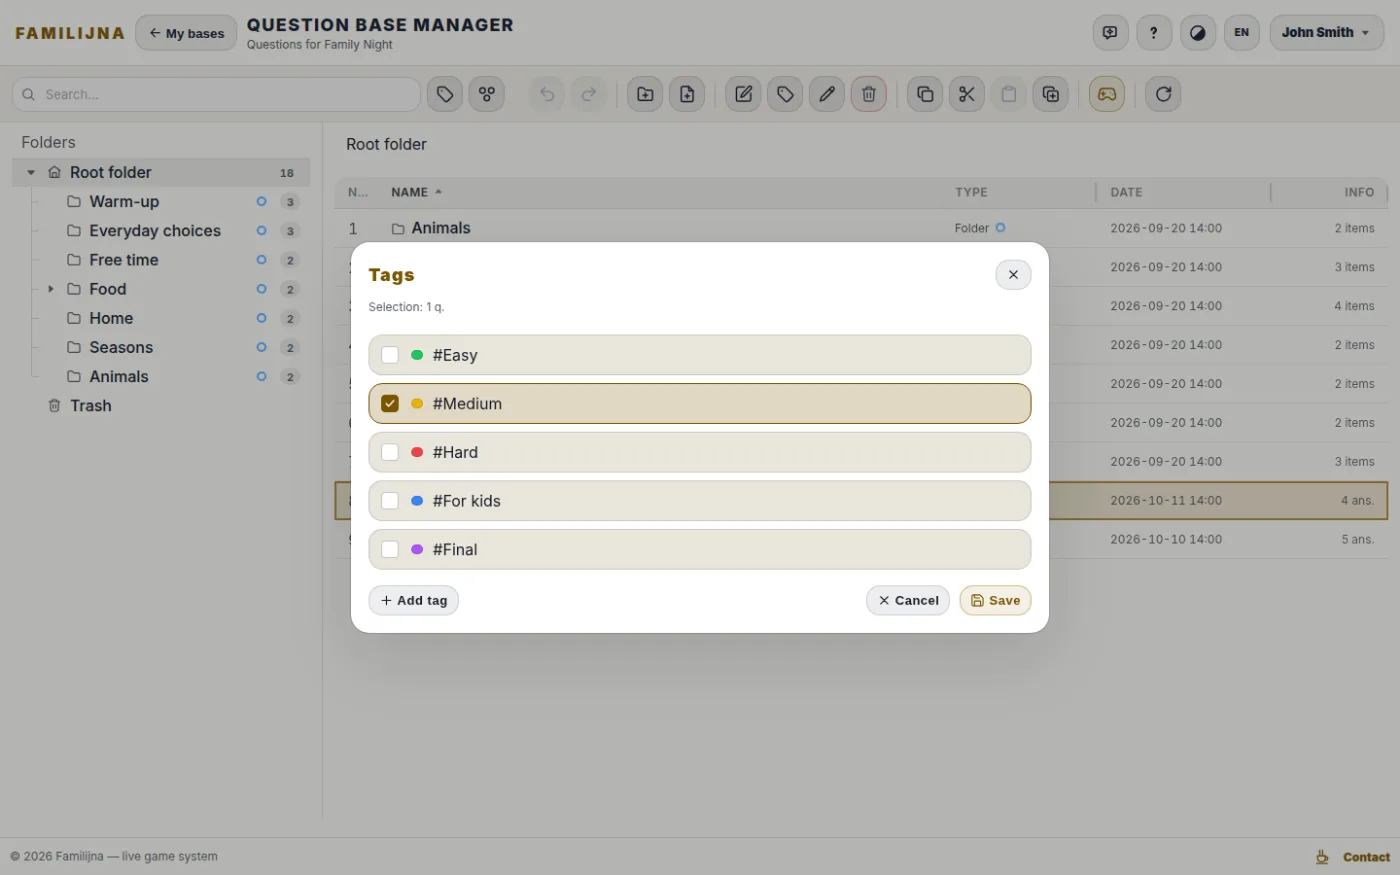 FAMILIJNA
My bases
QUESTION BASE MANAGER
Questions for Family Night
?
EN
John Smith
Search...
Folders
Root folder 18
Warm-up 3
Everyday choices 3
Free time 2
Food 2
Home 2
Seasons 2
Animals 2
Trash
Root folder
N... NAME TYPE DATE INFO
1 Animals Folder 2026-09-20 14:00 2 items
2026-09-20 14:00 3 items
2026-09-20 14:00 4 items
2026-09-20 14:00 2 items
2026-09-20 14:00 2 items
2026-09-20 14:00 2 items
2026-09-20 14:00 3 items
2026-10-11 14:00 4 ans.
2026-10-10 14:00 5 ans.
Tags
Selection: 1 q.
#Easy
#Medium
#Hard
#For kids
#Final
Add tag
Cancel
Save
© 2026 Familijna — live game system
Contact